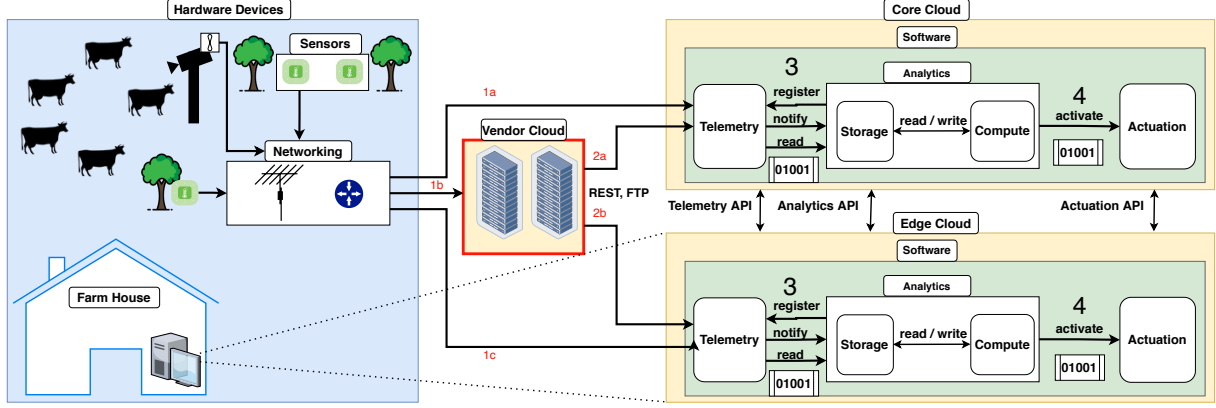 Hardware Devices
Sensors
Networking
Farm House
1a
1b
1c
Vendor Cloud
2a
REST, FTP
2b
Core Cloud
Software
3
register
Telemetry
notify
read
01001
Analytics
Storage
read / write
Compute
4
activate
01001
Actuation
Telemetry API
Analytics API
Actuation API
Edge Cloud
Software
3
register
Telemetry
notify
read
01001
Analytics
Storage
read / write
Compute
4
activate
01001
Actuation